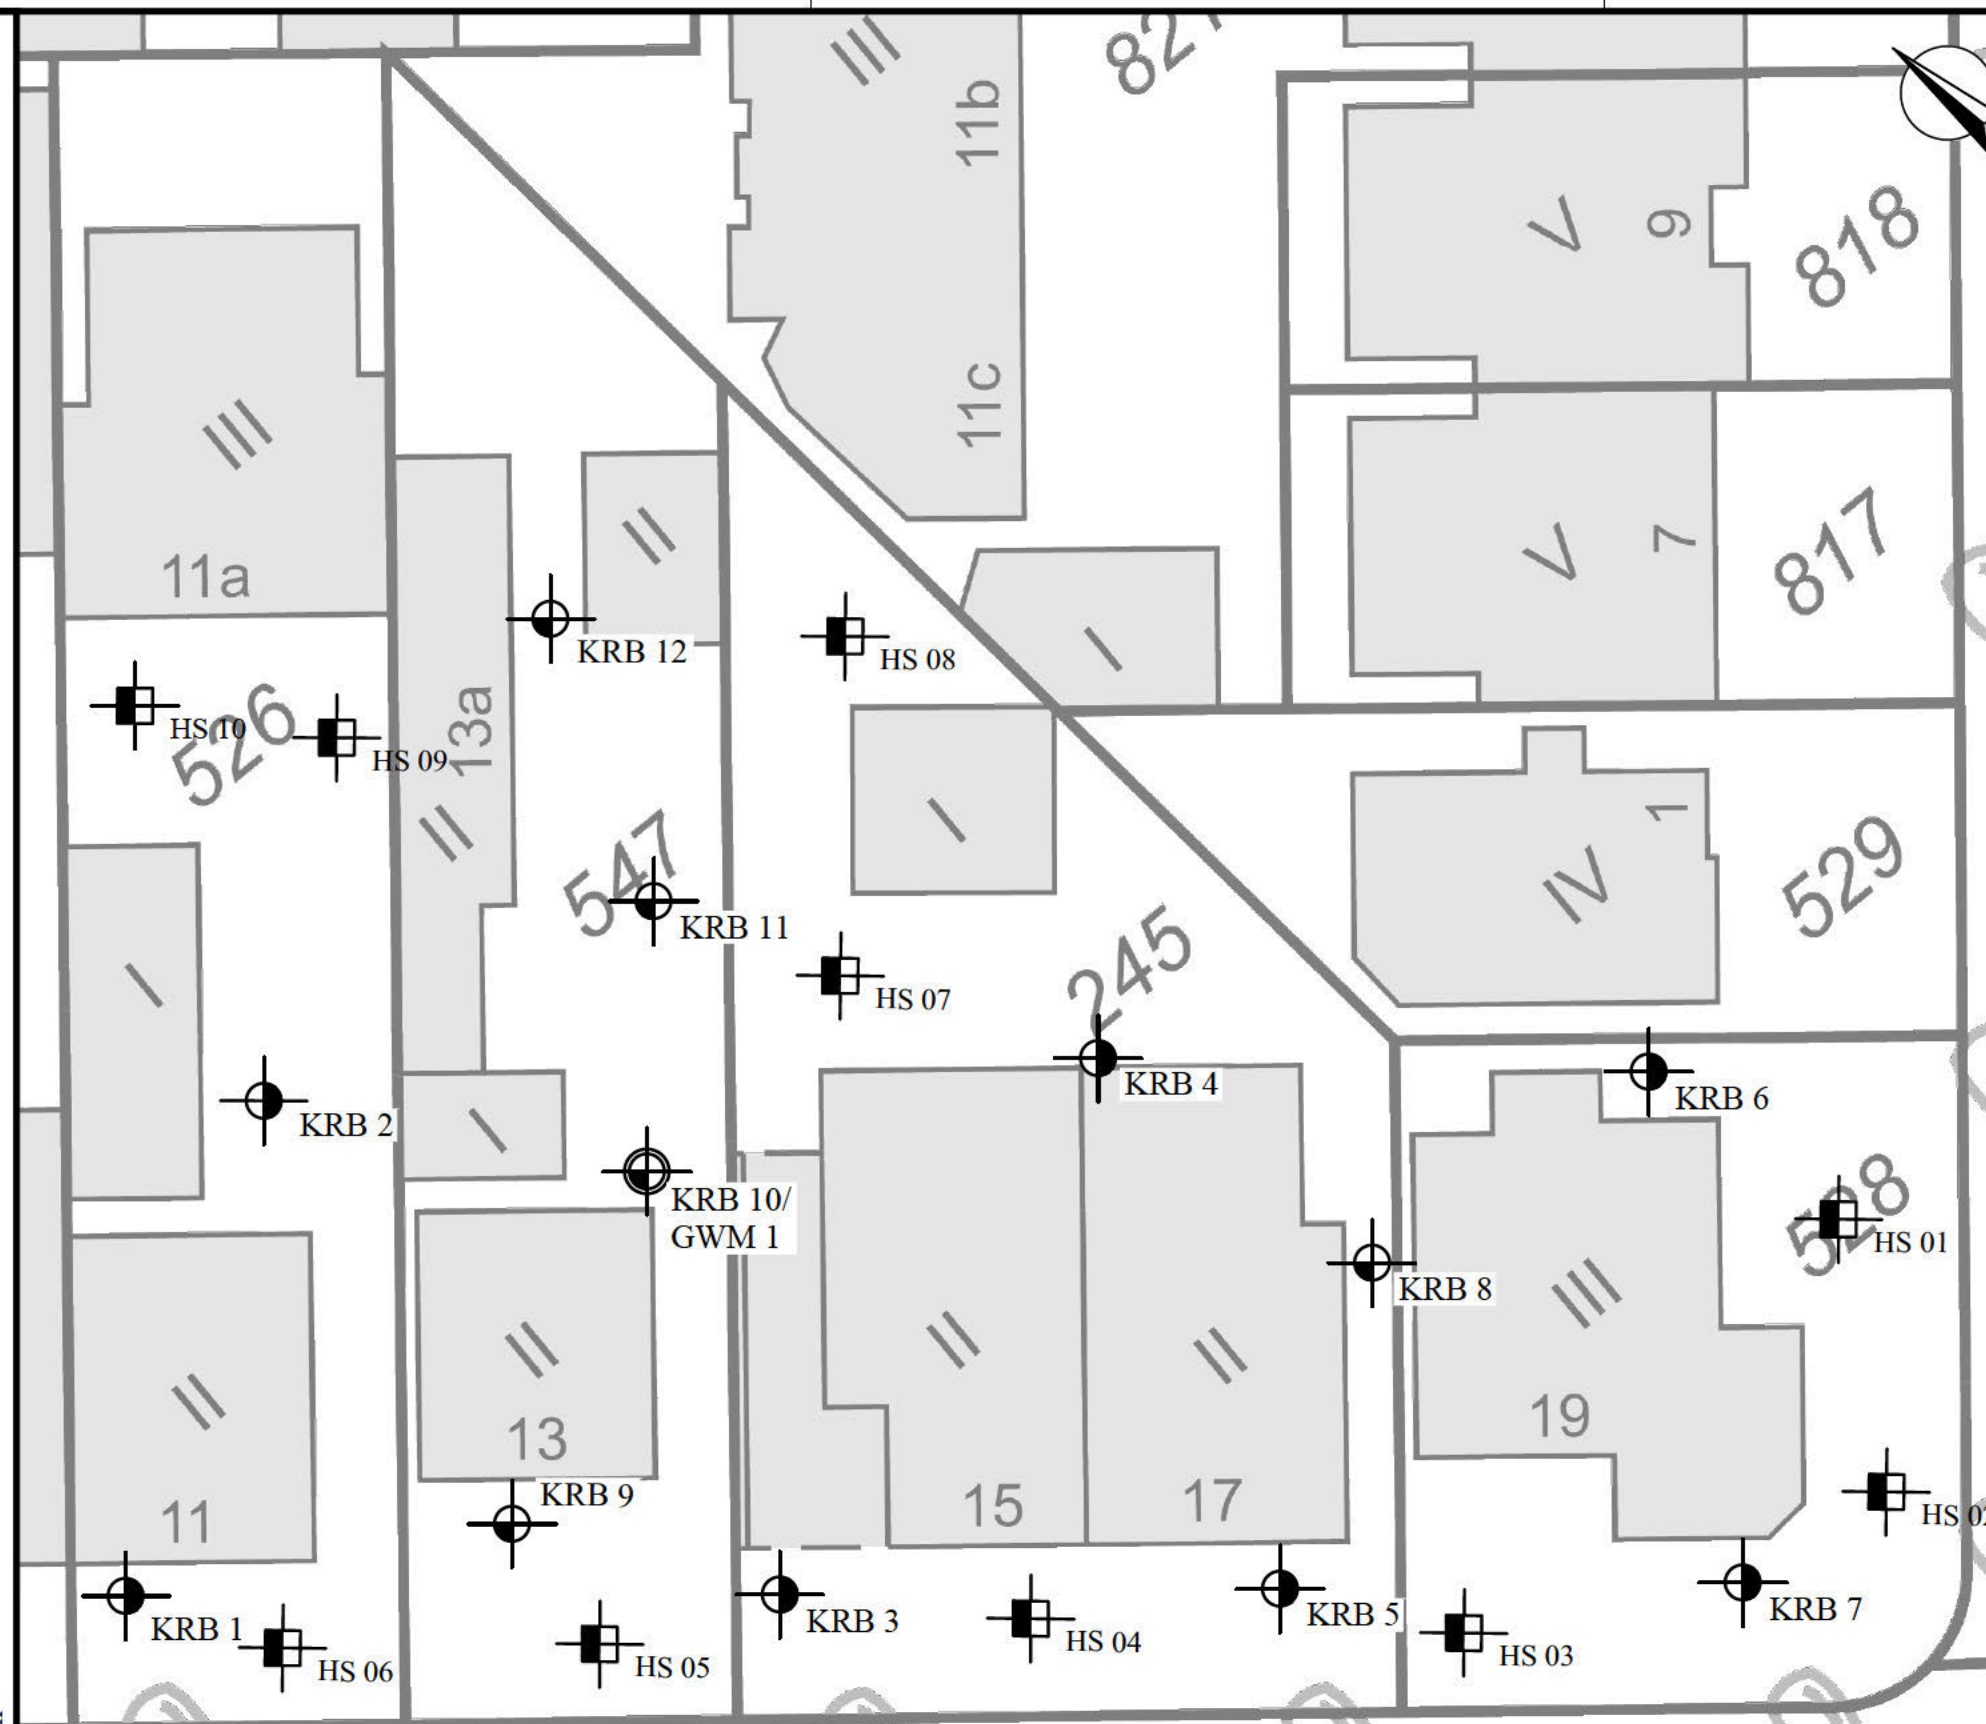 III
11b
9
V
818
11c
III
11a
II
V
7
817
KRB 12
HS 08
I
HS 10
526
HS 09
13a
II
I
1
IV
529
547
KRB 11
I
245
HS 07
KRB 2
I
KRB 4
KRB 6
KRB 10/
GWM 1
528
HS 01
KRB 8
III
II
II
II
II
19
13
11
15
17
KRB 9
KRB 1
HS 06
HS 05
KRB 3
HS 04
KRB 5
HS 03
KRB 7